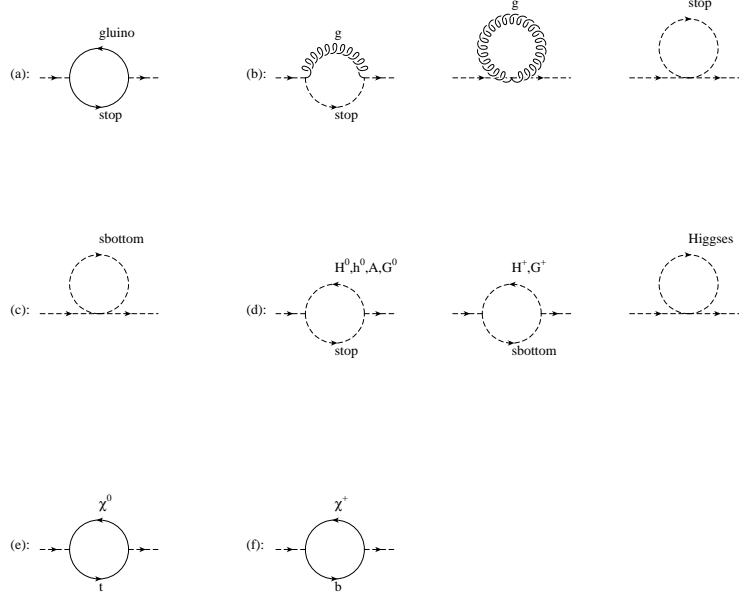 gluino
(a):
stop
g
(b):
stop
g
stop
sbottom
(c):
H⁰,h⁰,A,G⁰
(d):
stop
H⁺,G⁺
sbottom
Higgses
χ⁰
(e):
t
χ⁺
(f):
b